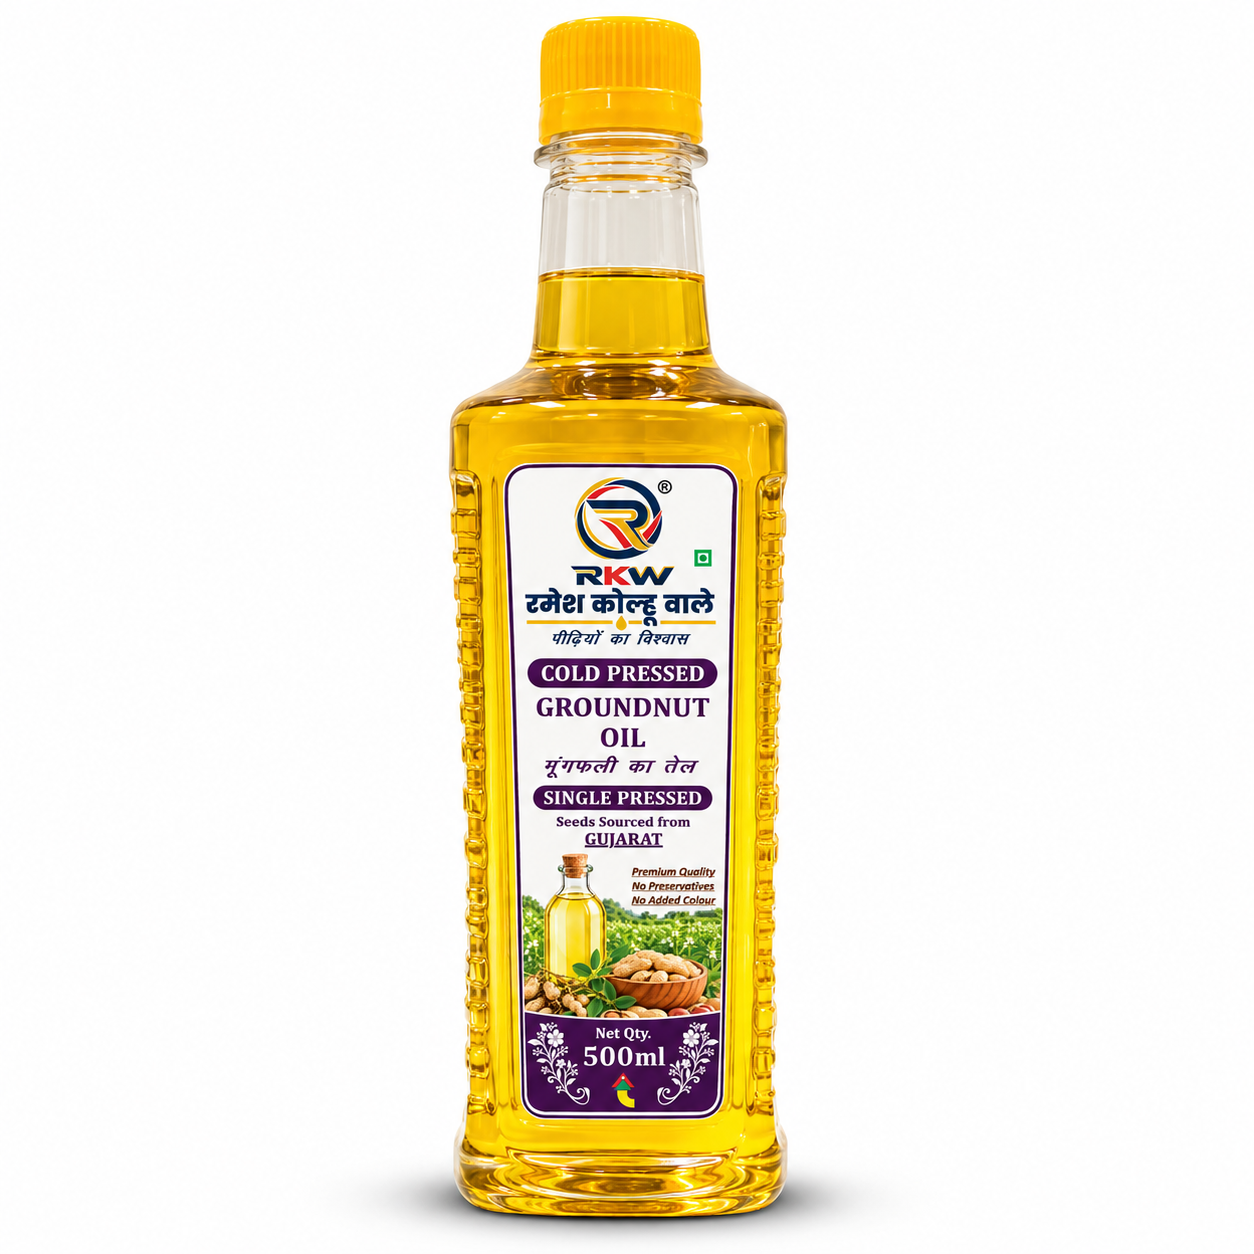 ®
RKW
रमेश कोल्हू वाले
पीढ़ियों का विश्वास
COLD PRESSED
GROUNDNUT
OIL
मूंगफली का तेल
SINGLE PRESSED
Seeds Sourced from
GUJARAT
Premium Quality
No Preservatives
No Added Colour
Net Qty.
500ml